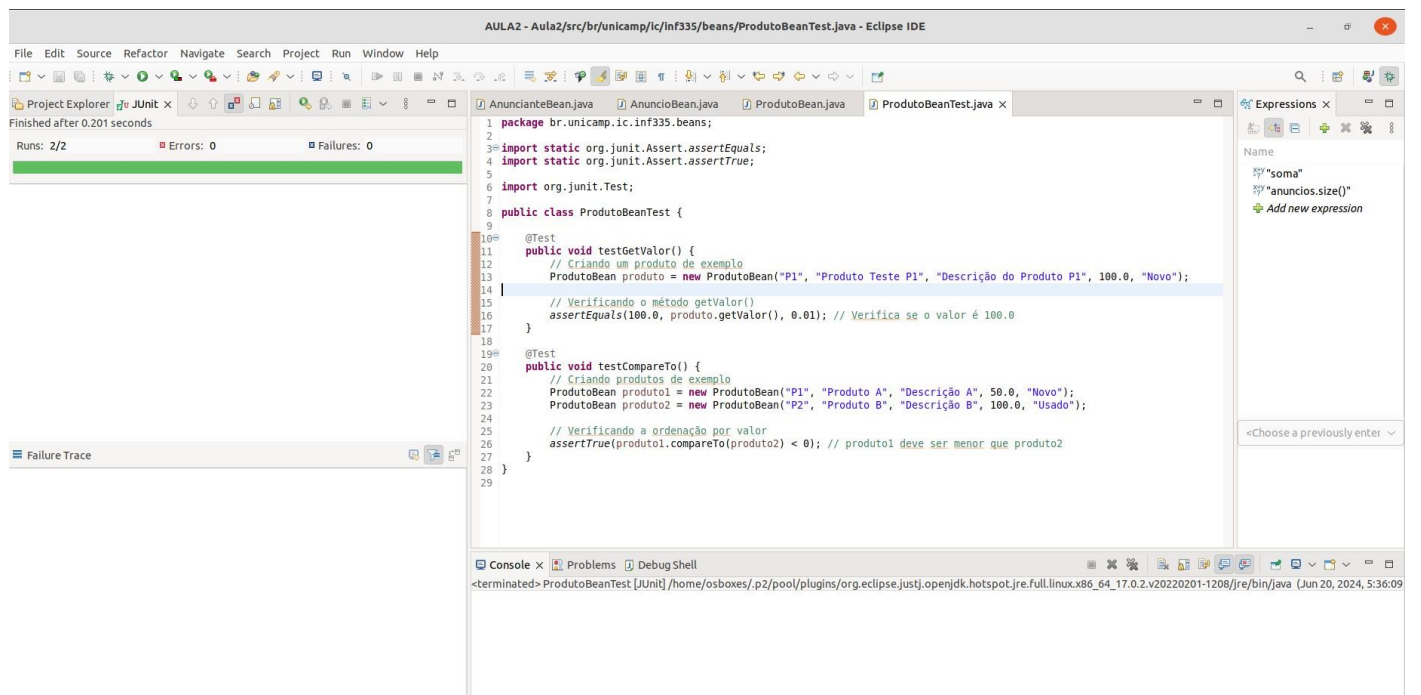 AULA2 - Aula2/src/br/unicamp/ic/inf335/beans/ProdutoBeanTest.java - Eclipse IDE
File Edit Source Refactor Navigate Search Project Run Window Help
Project Explorer JUnit
Finished after 0.201 seconds
Runs: 2/2 Errors: 0 Failures: 0
Failure Trace
AnuncianteBean.java AnuncioBean.java ProdutoBean.java ProdutoBeanTest.java
1 package br.unicamp.ic.inf335.beans;
2
3 import static org.junit.Assert.assertEquals;
4 import static org.junit.Assert.assertTrue;
5
6 import org.junit.Test;
7
8 public class ProdutoBeanTest {
9
10 @Test
11 public void testGetValor() {
12 // Criando um produto de exemplo
13 ProdutoBean produto = new ProdutoBean("P1", "Produto Teste P1", "Descrição do Produto P1", 100.0, "Novo");
14
15 // Verificando o método getValor()
16 assertEquals(100.0, produto.getValor(), 0.01); // Verifica se o valor é 100.0
17 }
18
19 @Test
20 public void testCompareTo() {
21 // Criando produtos de exemplo
22 ProdutoBean produto1 = new ProdutoBean("P1", "Produto A", "Descrição A", 50.0, "Novo");
23 ProdutoBean produto2 = new ProdutoBean("P2", "Produto B", "Descrição B", 100.0, "Usado");
24
25 // Verificando a ordenação por valor
26 assertTrue(produto1.compareTo(produto2) < 0); // produto1 deve ser menor que produto2
27 }
28 }
29
Expressions
Name
"soma"
"anuncios.size()"
Add new expression
<Choose a previously enter
Console Problems Debug Shell
<terminated> ProdutoBeanTest [JUnit] /home/osboxes/.p2/pool/plugins/org.eclipse.justj.openjdk.hotspot.jre.full.linux.x86_64_17.0.2.v20220201-1208/jre/bin/java (Jun 20, 2024, 5:36:09